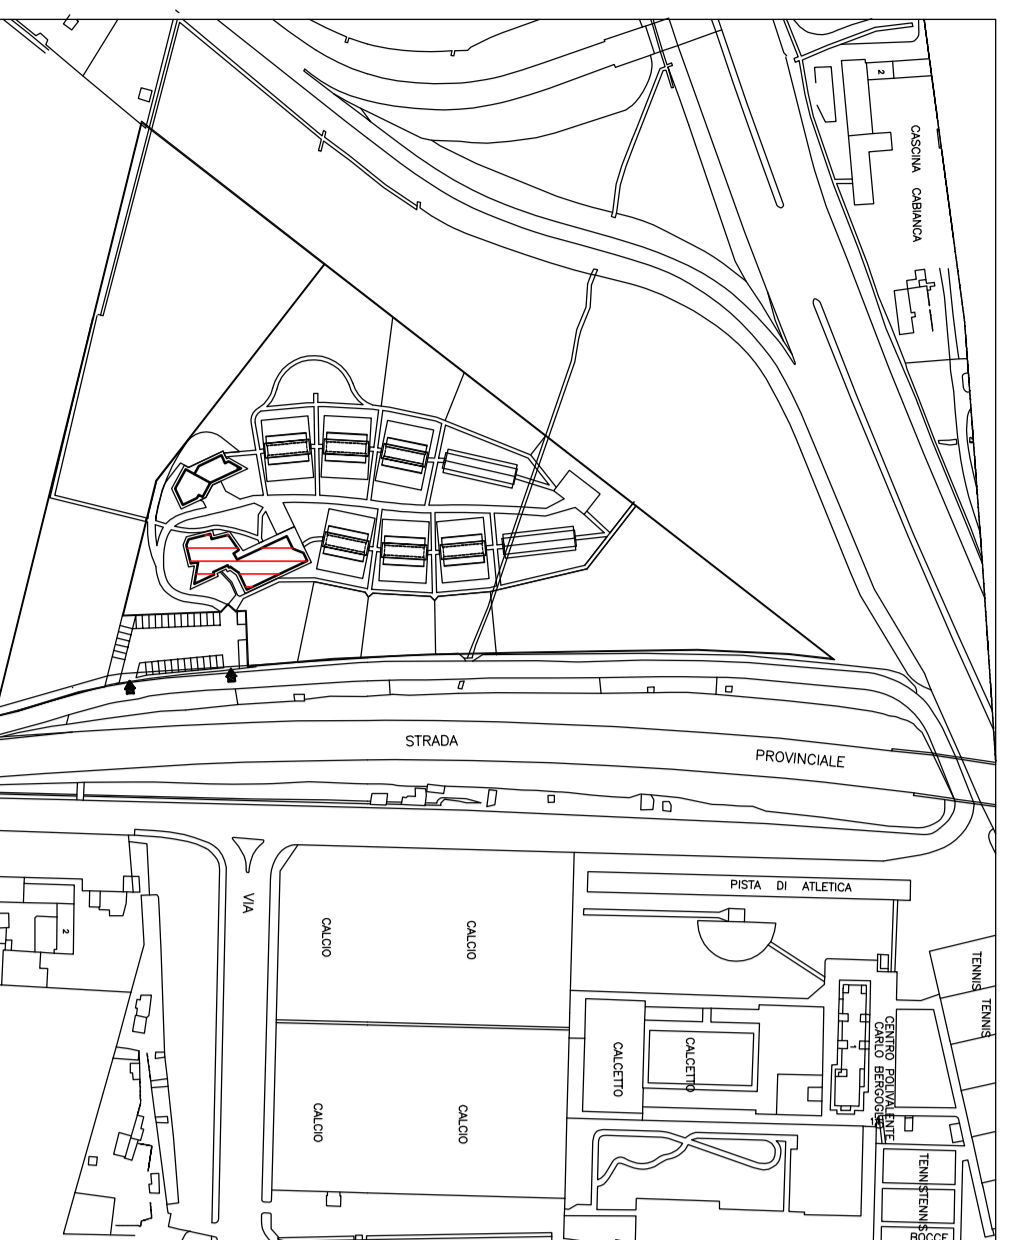 2
CASCINA CABIANCA
STRADA PROVINCIALE
PISTA DI ATLETICA
VIA
2
CALCIO
CALCIO
TENNIS
TENNIS
CALCETTO
CALCETTO
1
CENTRO POLIVALENTE
CARLO BERGOGLIO
CALCIO
CALCIO
TENNIS
TENNIS
BOCCE